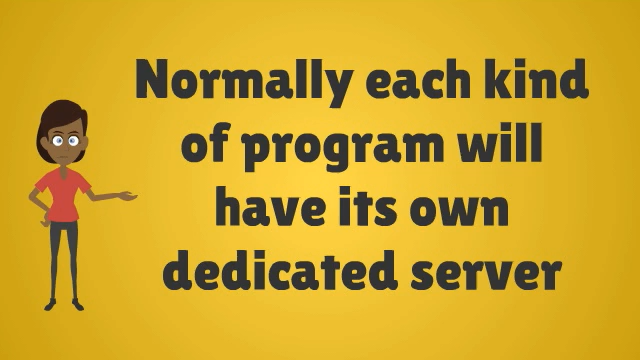 Normally each kind
of program will
have its own
dedicated server